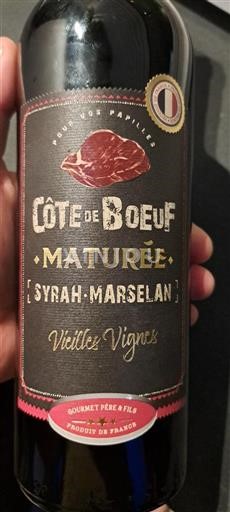 POUR VOS PAPILLES
CÔTE DE BOEUF
MATURÉE
[SYRAH·MARSELAN]
Vieilles Vignes
GOURMET PÈRE & FILS
PRODUIT DE FRANCE